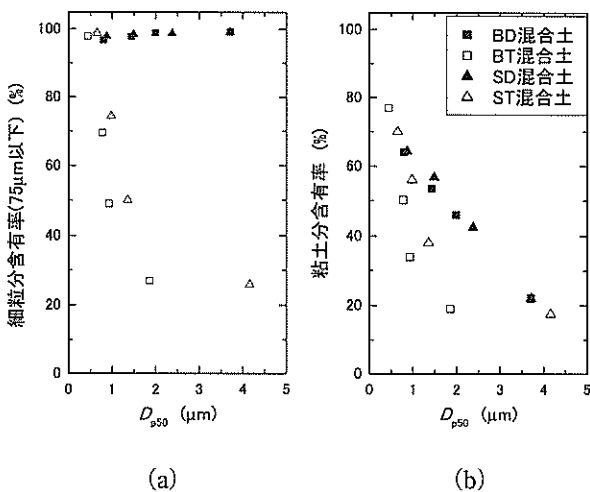 細粒分含有率(75μm以下) (%)
100
80
60
40
20
0
0 1 2 3 4 5
D_p50 (μm)
(a)
粘土分含有率 (%)
100
80
60
40
20
0
0 1 2 3 4 5
D_p50 (μm)
(b)
BD混合土
BT混合土
SD混合土
ST混合土